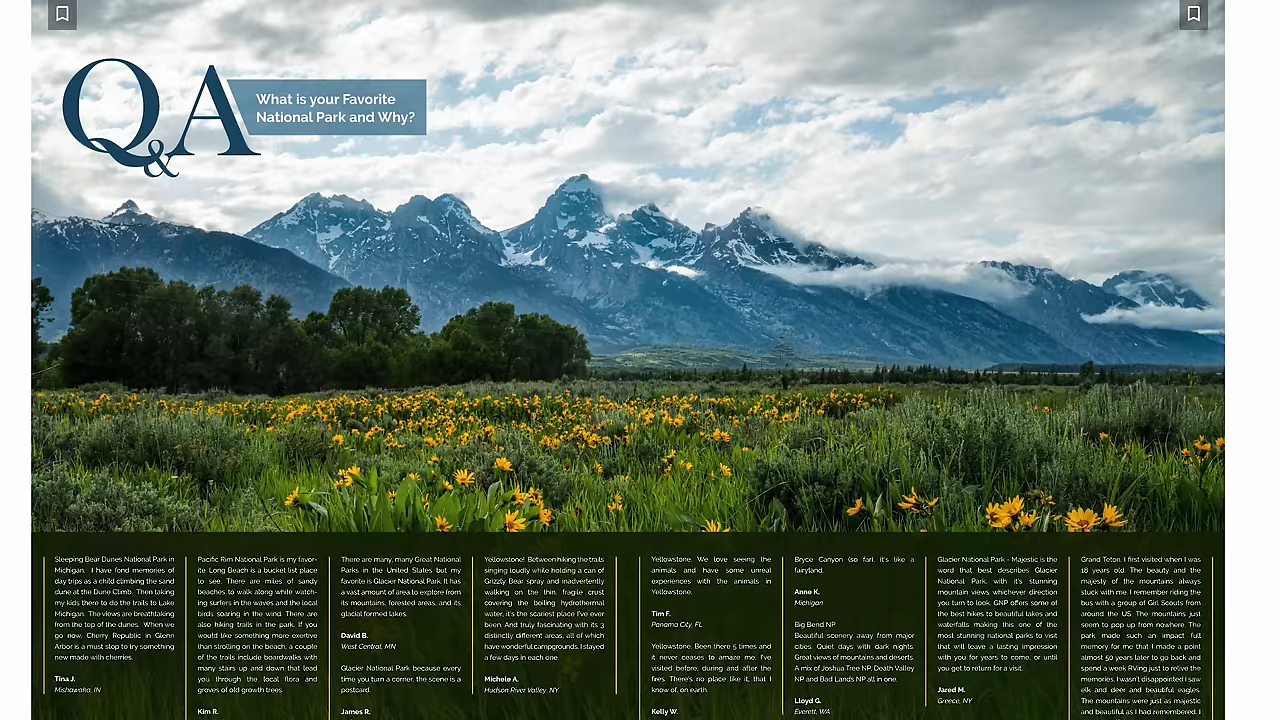 Q&A
What is your Favorite
National Park and Why?
Sleeping Bear Dunes National Park in
Michigan. I have fond memories of
day trips as a child climbing the sand
dune at the Dune Climb. Then taking
my kids there to do the trails to Lake
Michigan. The views are breathtaking
from the top of the dunes. When we
go now, Cherry Republic in Glenn
Arbor is a must stop to try something
new made with cherries.
Tina J.
Mishawaka, IN
Pacific Rim National Park is my favor-
ite Long Beach is a bucket list place
to see. There are miles of sandy
beaches to walk along while watch-
ing surfers in the waves and the local
birds soaring in the wind. There are
also hiking trails in the park. If you
would like something more exertive
than strolling on the beach, a couple
of the trails include boardwalks with
many stairs up and down that lead
you through the local flora and
groves of old growth trees.
Kim R.
There are many, many Great National
Parks in the United States but my
favorite is Glacier National Park. It has
a vast amount of area to explore from
its mountains, forested areas, and its
glacial formed lakes.
David B.
West Central, MN
Glacier National Park because every
time you turn a corner, the scene is a
postcard.
James R.
Yellowstone! Between hiking the trails
singing loudly while holding a can of
Grizzly Bear spray and inadvertently
walking on the thin, fragile crust
covering the boiling hydrothermal
water, it's the scariest place I've ever
been. And truly fascinating with its 3
distinctly different areas, all of which
have wonderful campgrounds. I stayed
a few days in each one.
Michele A.
Hudson River Valley, NY
Yellowstone. We love seeing the
animals and have some unreal
experiences with the animals in
Yellowstone.
Tim F.
Panama City, FL
Yellowstone. Been there 5 times and
it never ceases to amaze me. I've
visited before, during and after the
fires. There's no place like it, that I
know of, on earth.
Kelly W.
Bryce Canyon (so far), it's like a
fairyland.
Anne K.
Michigan
Big Bend NP
Beautiful scenery away from major
cities. Quiet days with dark nights.
Great views of mountains and deserts.
A mix of Joshua Tree NP, Death Valley
NP and Bad Lands NP all in one.
Lloyd G.
Everett, WA
Glacier National Park - Majestic is the
word that best describes Glacier
National Park, with it's stunning
mountain views whichever direction
you turn to look. GNP offers some of
the best hikes to beautiful lakes and
waterfalls making this one of the
most stunning national parks to visit
that will leave a lasting impression
with you for years to come, or until
you get to return for a visit.
Jared M.
Greece, NY
Grand Teton. I first visited when I was
18 years old. The beauty and the
majesty of the mountains always
stuck with me. I remember riding the
bus with a group of Girl Scouts from
around the US. The mountains just
seem to pop up from nowhere. The
park made such an impact full
memory for me that I made a point
almost 50 years later to go back and
spend a week RVing just to relive the
memories. I wasn't disappointed I saw
elk and deer and beautiful eagles.
The mountains were just as majestic
and beautiful as I had remembered. I